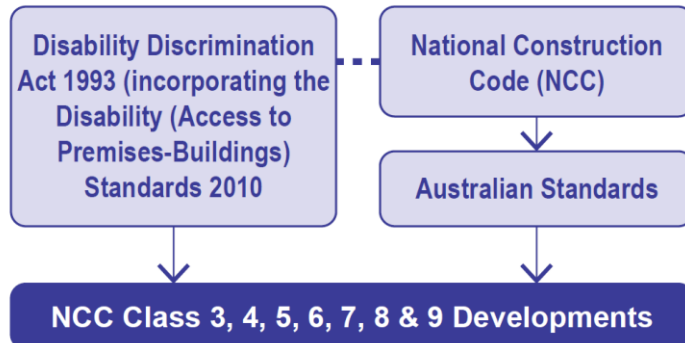 Disability Discrimination
Act 1993 (incorporating the
Disability (Access to
Premises-Buildings)
Standards 2010
National Construction
Code (NCC)
Australian Standards
NCC Class 3, 4, 5, 6, 7, 8 & 9 Developments